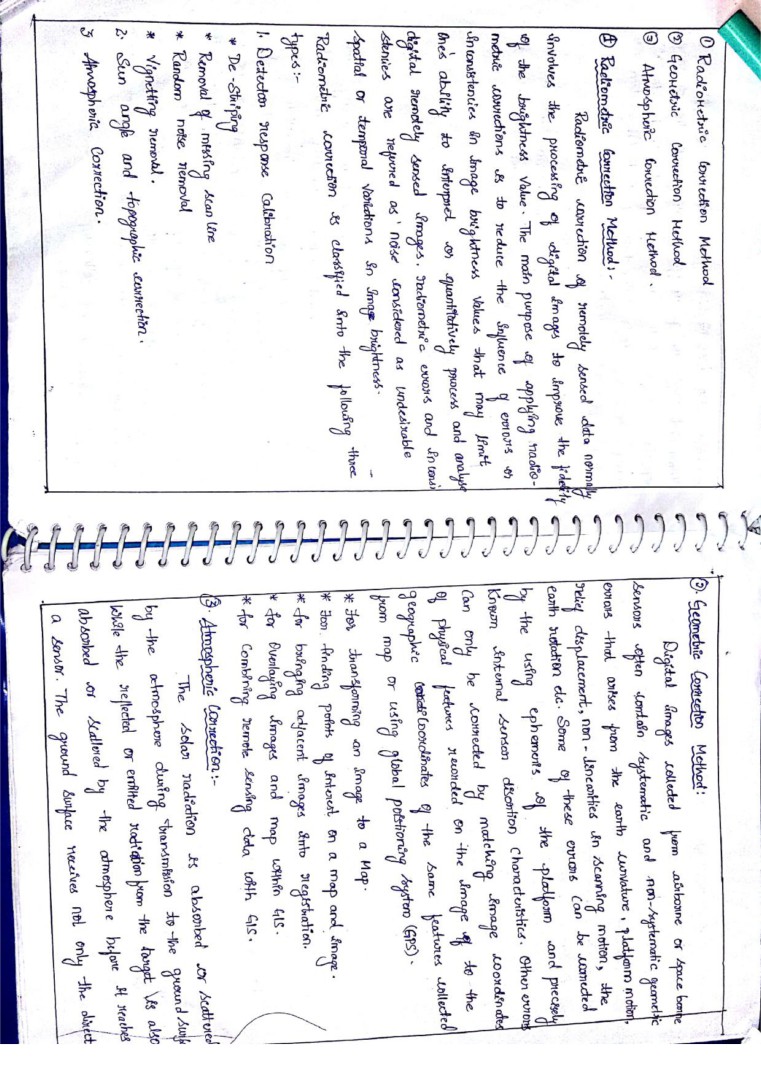 ① Radiometric Correction Method
② Geometric Correction Method
③ Atmospheric Correction Method.
① Radiometric Correction Method:-
Radiometric correction of remotely sensed data normally
involves the processing of digital images to improve the fidelity
of the brightness value. The main purpose of applying radio-
metric corrections is to reduce the influence of errors or
inconsistencies in image brightness values that may limit
one's ability to interpret or quantitatively process and analyse
digital remotely sensed images. radiometric errors and inconsi
stenies are refurred as 'noise considered as undesirable
spatial or temporal variations in image brightness.
Radiometric correction is classified into the following three
types:-
1. Detector response Calibration
* De-Striping
* Removal of missing scan line
* Random noise removal
* Vignetting removal.
2. Sun angle and topographic correction.
3. Atmospheric Correction.
②. Geometric Correction Method:
Digital images collected from airborne or space borne
sensors often contain systematic and non-systematic geometric
errors that arises from the earth curvature, platform motion,
relief displacement, non-linearities in scanning motion, the
earth rotation etc. Some of these errors can be corrected
by the using ephemeris of the platform and precisely
known internal sensor distortion characteristics. Other errors
can only be corrected by matching image coordinates
of physical features recorded on the image to the
geographic coordinates of the same features collected
from map or using global poistioning system (GPS).
* For transforming an image to a Map.
* For finding points of interest on a map and image.
* for bringing adjacent images into registration.
* for Overlaying images and map within GIS.
* for Combining remote sensing data with GIS.
③. Atmospheric Correction:-
The solar radiation is absorbed or scattered
by the atmosphere during transmission to the ground surf
while the reflected or emitted radiation from the target is also
absorbed or scattered by the atmosphere before it reaches
a sensor. The ground surface receives not only the direct